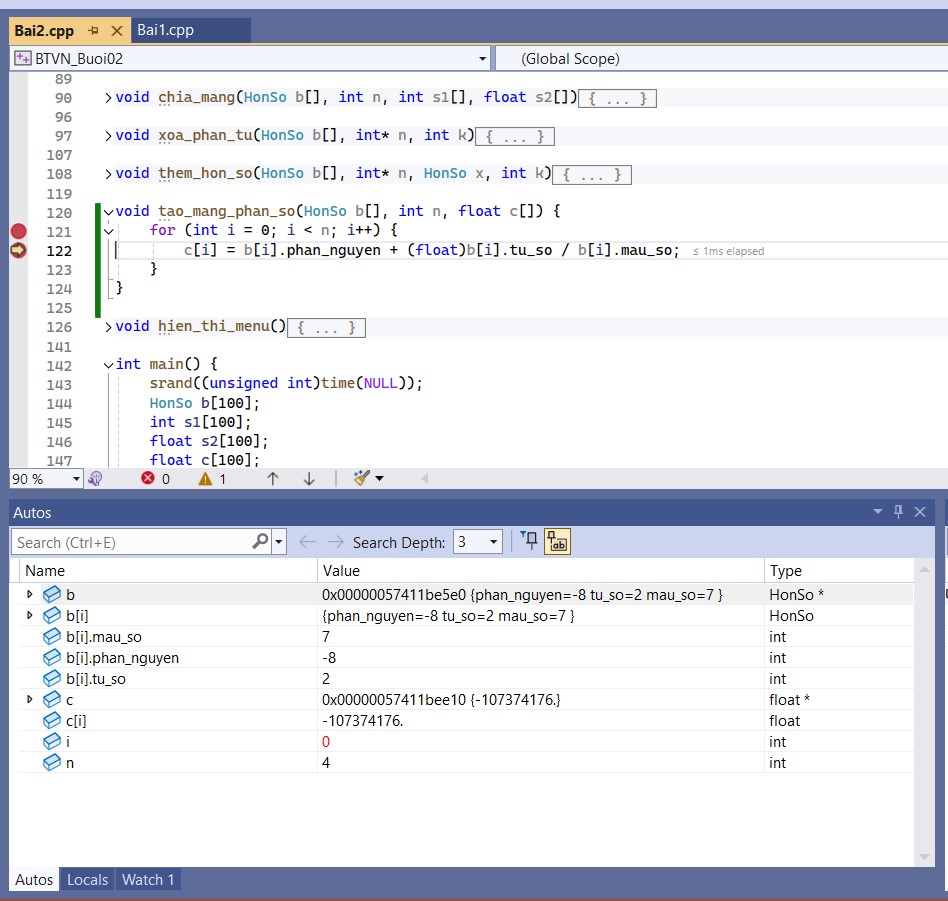 Bai2.cpp Bai1.cpp
BTVN_Buoi02 (Global Scope)
89
90 void chia_mang(HonSo b[], int n, int s1[], float s2[]) { ... }
96
97 void xoa_phan_tu(HonSo b[], int* n, int k) { ... }
107
108 void them_hon_so(HonSo b[], int* n, HonSo x, int k) { ... }
119
120 void tao_mang_phan_so(HonSo b[], int n, float c[]) {
121 for (int i = 0; i < n; i++) {
122 c[i] = b[i].phan_nguyen + (float)b[i].tu_so / b[i].mau_so; ≤ 1ms elapsed
123 }
124 }
125
126 void hien_thi_menu() { ... }
141
142 int main() {
143 srand((unsigned int)time(NULL));
144 HonSo b[100];
145 int s1[100];
146 float s2[100];
147 float c[100];
90 % 0 1
Autos
Search (Ctrl+E) Search Depth: 3
Name Value Type
b 0x00000057411be5e0 {phan_nguyen=-8 tu_so=2 mau_so=7 } HonSo *
b[i] {phan_nguyen=-8 tu_so=2 mau_so=7 } HonSo
b[i].mau_so 7 int
b[i].phan_nguyen -8 int
b[i].tu_so 2 int
c 0x00000057411bee10 {-107374176.} float *
c[i] -107374176. float
i 0 int
n 4 int
Autos Locals Watch 1